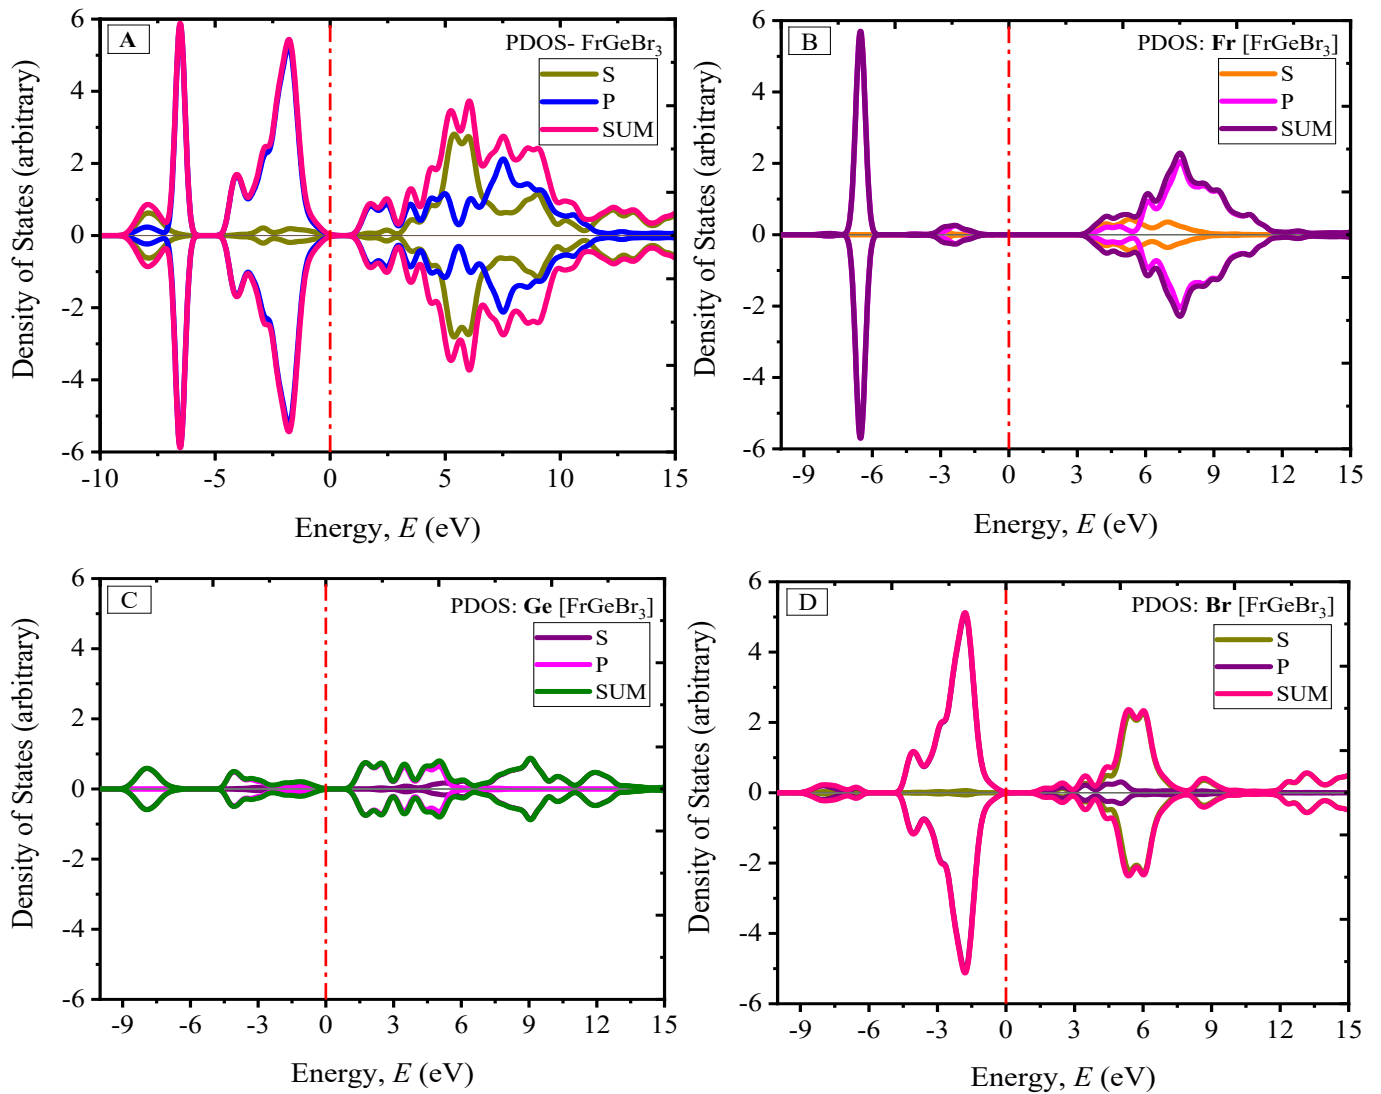 A
PDOS- FrGeBr₃
S
P
SUM
6
4
2
0
-2
-4
-6
-10
-5
0
5
10
15
Density of States (arbitrary)
Energy, E (eV)
B
PDOS: Fr [FrGeBr₃]
S
P
SUM
6
4
2
0
-2
-4
-6
-9
-6
-3
0
3
6
9
12
15
Density of States (arbitrary)
Energy, E (eV)
C
PDOS: Ge [FrGeBr₃]
S
P
SUM
6
4
2
0
-2
-4
-6
-9
-6
-3
0
3
6
9
12
15
Density of States (arbitrary)
Energy, E (eV)
D
PDOS: Br [FrGeBr₃]
S
P
SUM
6
4
2
0
-2
-4
-6
-9
-6
-3
0
3
6
9
12
15
Density of States (arbitrary)
Energy, E (eV)